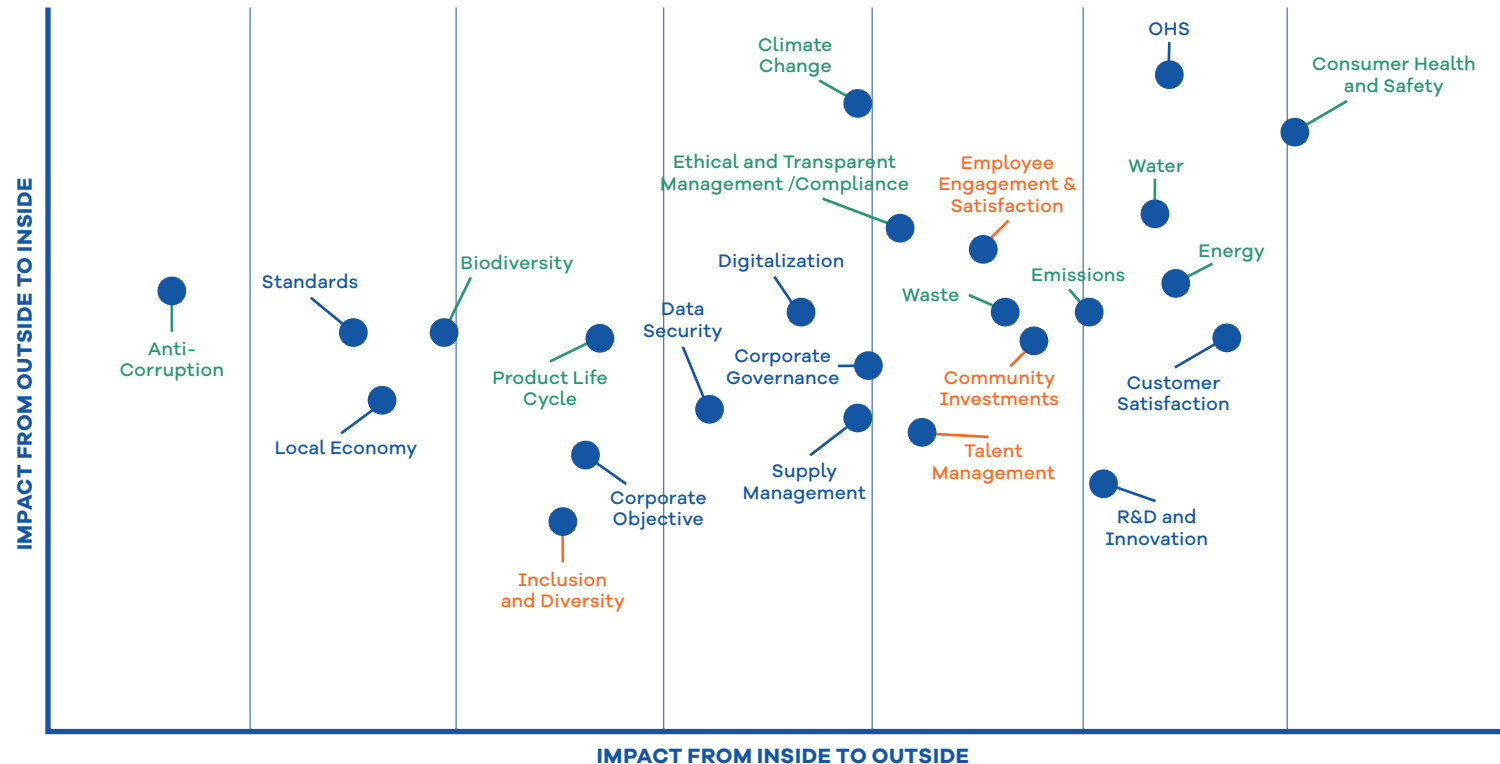 OHS
Climate
Change
Consumer Health
and Safety
Ethical and Transparent
Management /Compliance
Employee
Engagement &
Satisfaction
Water
Energy
Digitalization
Biodiversity
Emissions
Standards
Waste
Data
Security
Anti-
Corruption
Corporate
Governance
Product Life
Cycle
Community
Investments
Customer
Satisfaction
Local Economy
Talent
Management
Supply
Management
Corporate
Objective
R&D and
Innovation
Inclusion
and Diversity
IMPACT FROM OUTSIDE TO INSIDE
IMPACT FROM INSIDE TO OUTSIDE